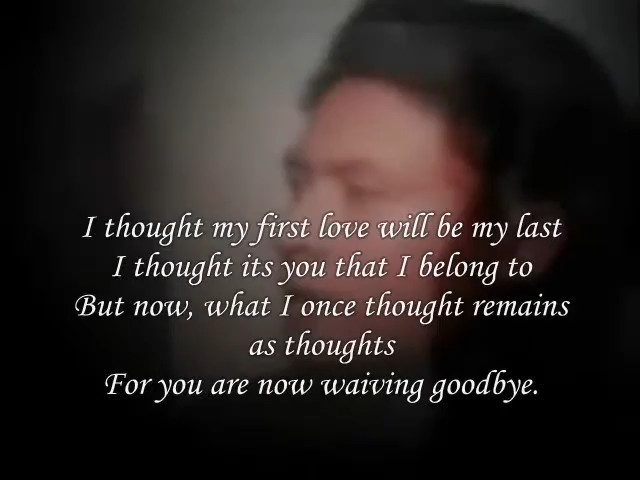 I thought my first love will be my last
I thought its you that I belong to
But now, what I once thought remains
as thoughts
For you are now waiving goodbye.